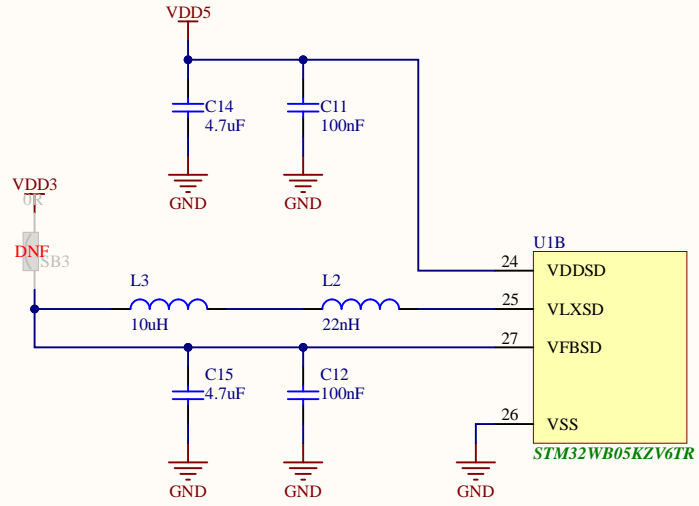 VDD5
C14
4.7uF
C11
100nF
GND
GND
VDD3
0R
DNF
SB3
U1B
24
VDDSD
L3
10uH
L2
22nH
25
VLXSD
27
VFBSD
C15
4.7uF
C12
100nF
26
VSS
STM32WB05KZV6TR
GND
GND
GND